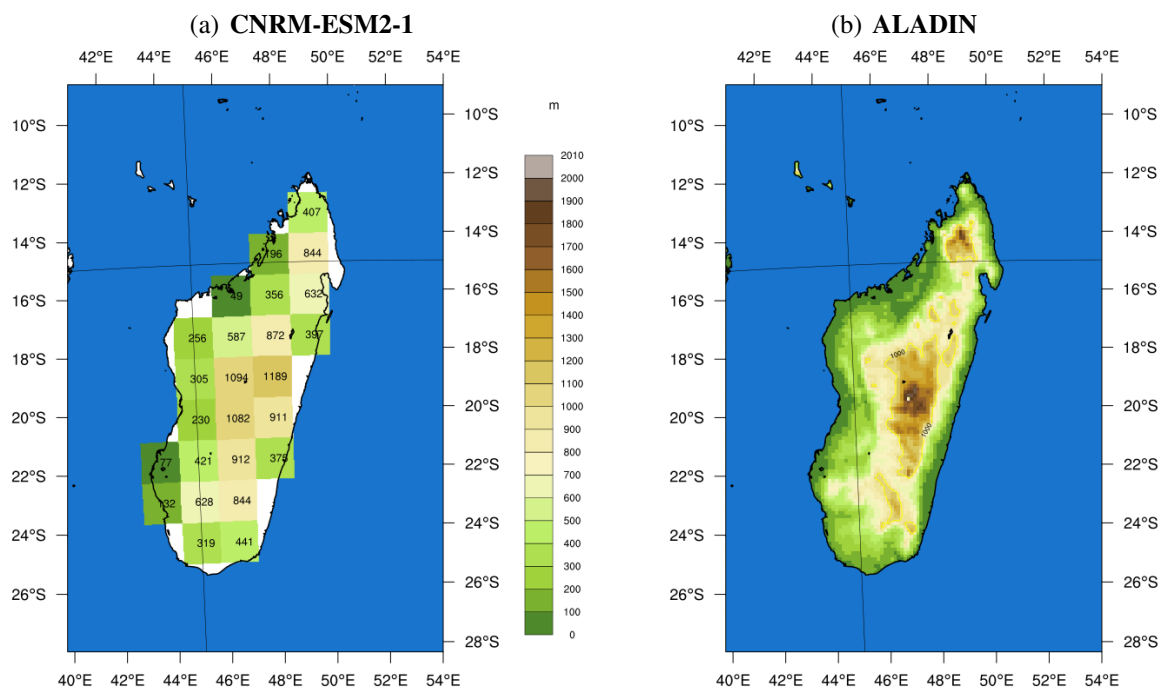 (a) CNRM-ESM2-1
(b) ALADIN
42°E 44°E 46°E 48°E 50°E 52°E 54°E
42°E 44°E 46°E 48°E 50°E 52°E 54°E
m
10°S
12°S
14°S
16°S
18°S
20°S
22°S
24°S
26°S
407
196 844
49 356 632
256 587 872 397
305 1094 1189
230 1082 911
77 421 912 375
132 628 844
319 441
10°S
12°S
14°S
16°S
18°S
20°S
22°S
24°S
26°S
28°S
2010
2000
1900
1800
1700
1600
1500
1400
1300
1200
1100
1000
900
800
700
600
500
400
300
200
100
0
10°S
12°S
14°S
16°S
18°S
20°S
22°S
24°S
26°S
1000
1000
10°S
12°S
14°S
16°S
18°S
20°S
22°S
24°S
26°S
28°S
40°E 42°E 44°E 46°E 48°E 50°E 52°E 54°E
40°E 42°E 44°E 46°E 48°E 50°E 52°E 54°E